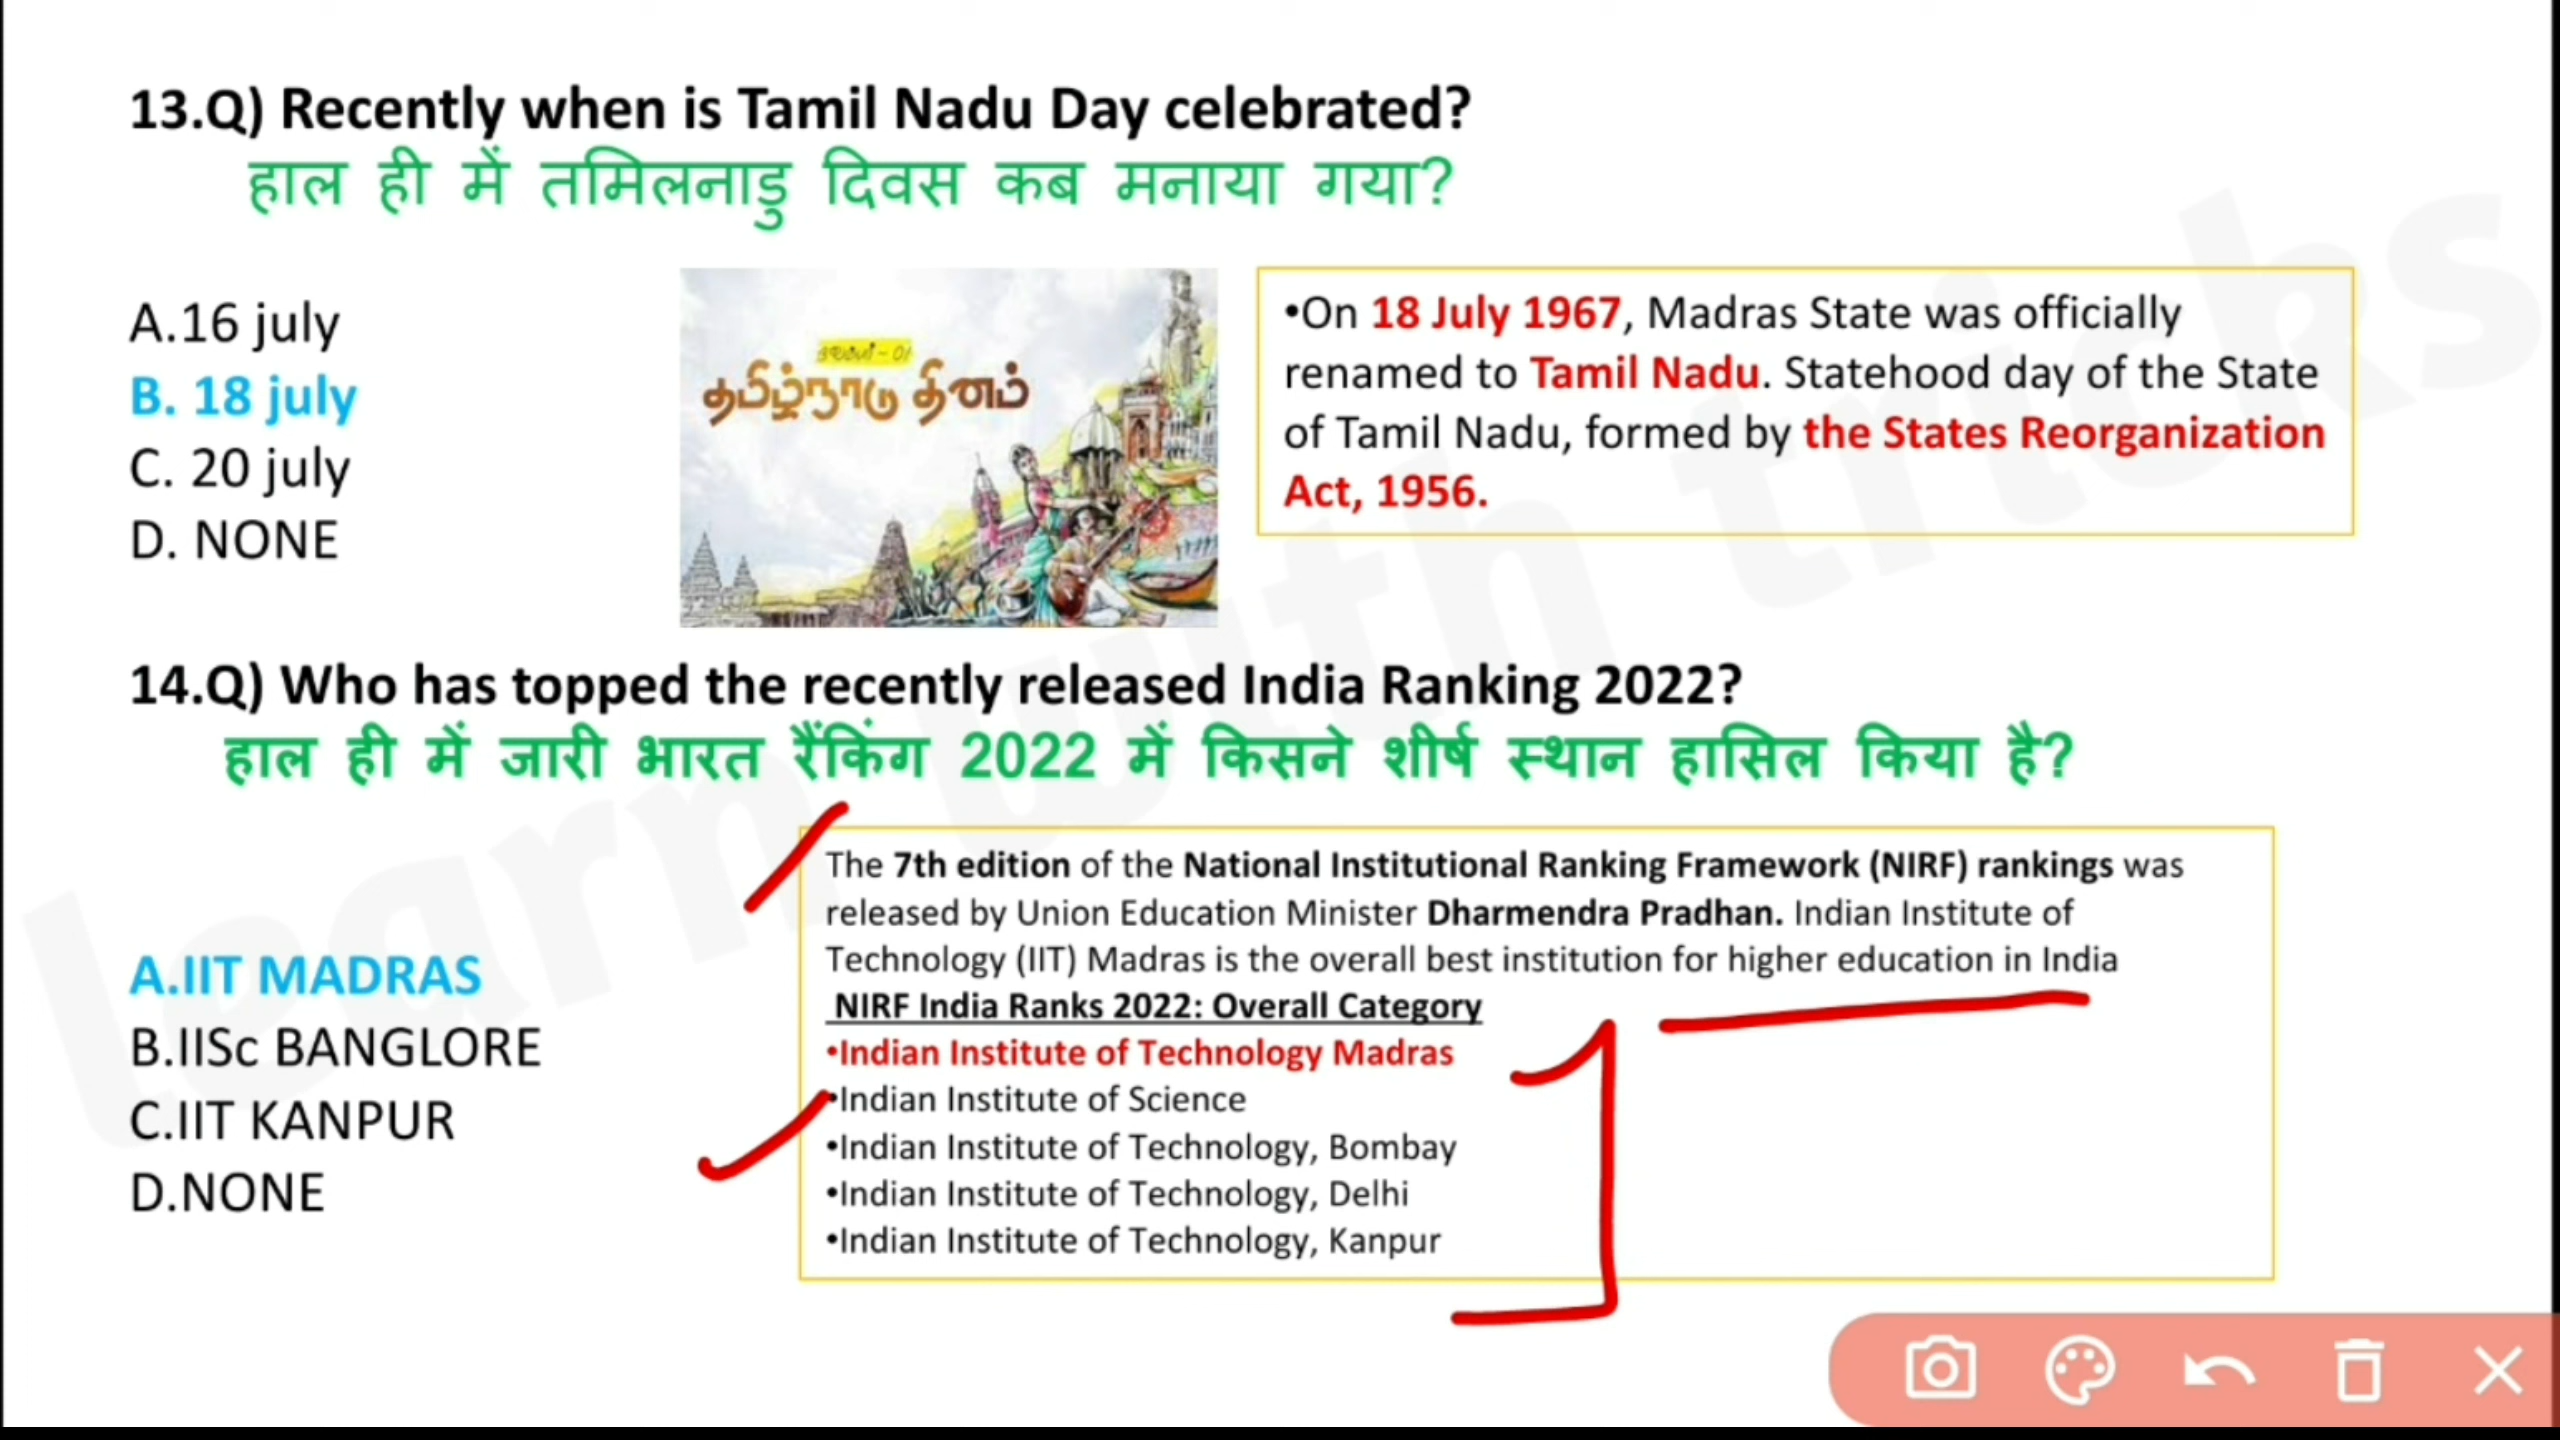 13.Q) Recently when is Tamil Nadu Day celebrated?
हाल ही में तमिलनाडु दिवस कब मनाया गया?
A.16 july
B. 18 july
C. 20 july
D. NONE
நவம்பர் - 01
தமிழ்நாடு தினம்
•On 18 July 1967, Madras State was officially
renamed to Tamil Nadu. Statehood day of the State
of Tamil Nadu, formed by the States Reorganization
Act, 1956.
14.Q) Who has topped the recently released India Ranking 2022?
हाल ही में जारी भारत रैंकिंग 2022 में किसने शीर्ष स्थान हासिल किया है?
A.IIT MADRAS
B.IISc BANGLORE
C.IIT KANPUR
D.NONE
The 7th edition of the National Institutional Ranking Framework (NIRF) rankings was
released by Union Education Minister Dharmendra Pradhan. Indian Institute of
Technology (IIT) Madras is the overall best institution for higher education in India
NIRF India Ranks 2022: Overall Category
•Indian Institute of Technology Madras
•Indian Institute of Science
•Indian Institute of Technology, Bombay
•Indian Institute of Technology, Delhi
•Indian Institute of Technology, Kanpur
learn with tricks